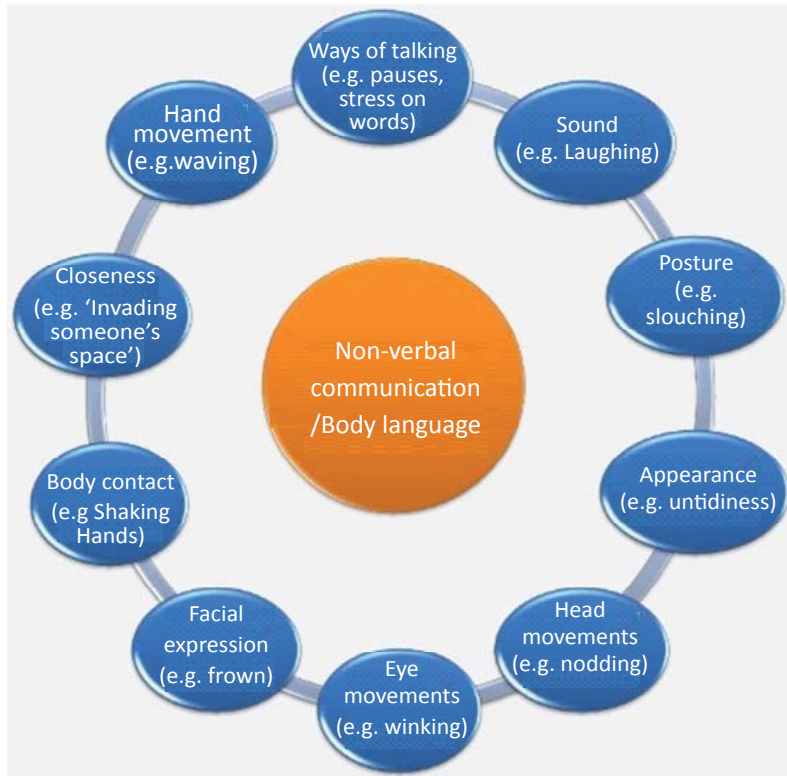 Ways of talking
(e.g. pauses,
stress on
words)
Sound
(e.g. Laughing)
Posture
(e.g.
slouching)
Appearance
(e.g. untidiness)
Head
movements
(e.g. nodding)
Eye
movements
(e.g. winking)
Facial
expression
(e.g. frown)
Body contact
(e.g Shaking
Hands)
Closeness
(e.g. ‘Invading
someone’s
space’)
Hand
movement
(e.g.waving)
Non-verbal
communication
/Body language